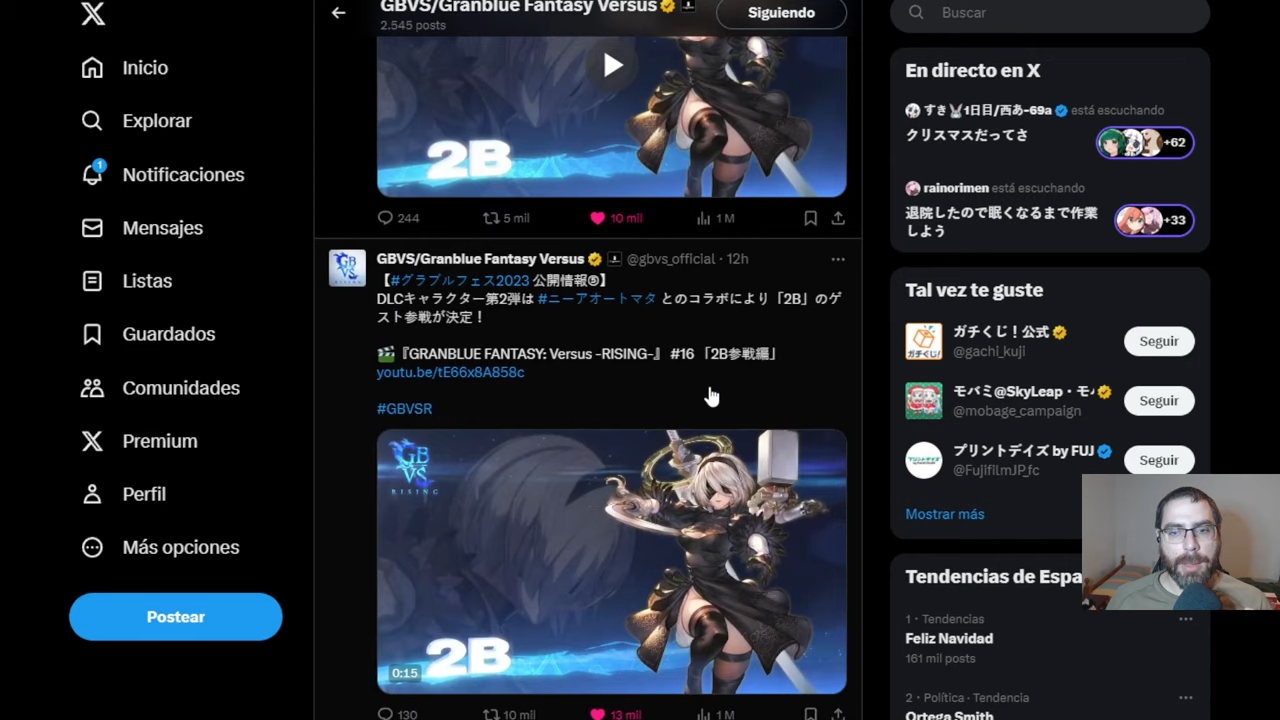 Inicio
Explorar
1
Notificaciones
Mensajes
Listas
Guardados
Comunidades
Premium
Perfil
Más opciones
Postear
GBVS/Granblue Fantasy Versus
2.545 posts
Siguiendo
2B
244
5 mil
10 mil
1 M
GBVS/Granblue Fantasy Versus @gbvs_official · 12h
【#グラブルフェス2023 公開情報⑧】
DLCキャラクター第2弾は #ニーアオートマタ とのコラボにより「2B」のゲ
スト参戦が決定！
🎬『GRANBLUE FANTASY: Versus -RISING-』 #16 「2B参戦編」
youtu.be/tE66x8A858c
#GBVSR
GB
VS
RISING
2B
0:15
130
10 mil
13 mil
1 M
Buscar
En directo en X
すき🐰1日目/西あ-69a está escuchando
クリスマスだってさ
+62
rainorimen está escuchando
退院したので眠くなるまで作業
しよう
+33
Tal vez te guste
ガチくじ！公式
@gachi_kuji
Seguir
モバミ@SkyLeap・モ
@mobage_campaign
Seguir
プリントデイズ by FUJ
@FujifilmJP_fc
Seguir
Mostrar más
Tendencias de Espa
1 · Tendencias
Feliz Navidad
161 mil posts
2 · Política · Tendencia
Ortega Smith